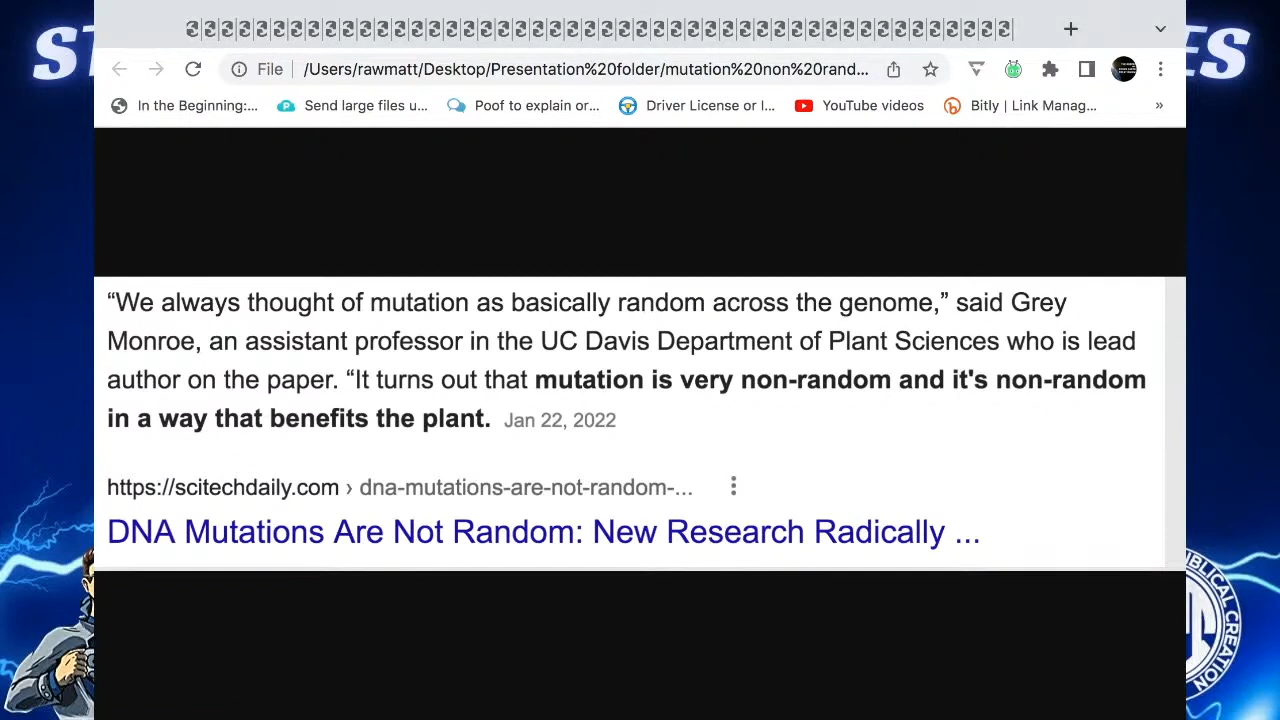 ST
ES
File
/Users/rawmatt/Desktop/Presentation%20folder/mutation%20non%20rand...
In the Beginning:...
Send large files u...
Poof to explain or...
Driver License or I...
YouTube videos
Bitly | Link Manag...
»
“We always thought of mutation as basically random across the genome,” said Grey
Monroe, an assistant professor in the UC Davis Department of Plant Sciences who is lead
author on the paper. “It turns out that mutation is very non-random and it's non-random
in a way that benefits the plant. Jan 22, 2022
https://scitechdaily.com › dna-mutations-are-not-random-...
DNA Mutations Are Not Random: New Research Radically ...
BIBLICAL CREATION